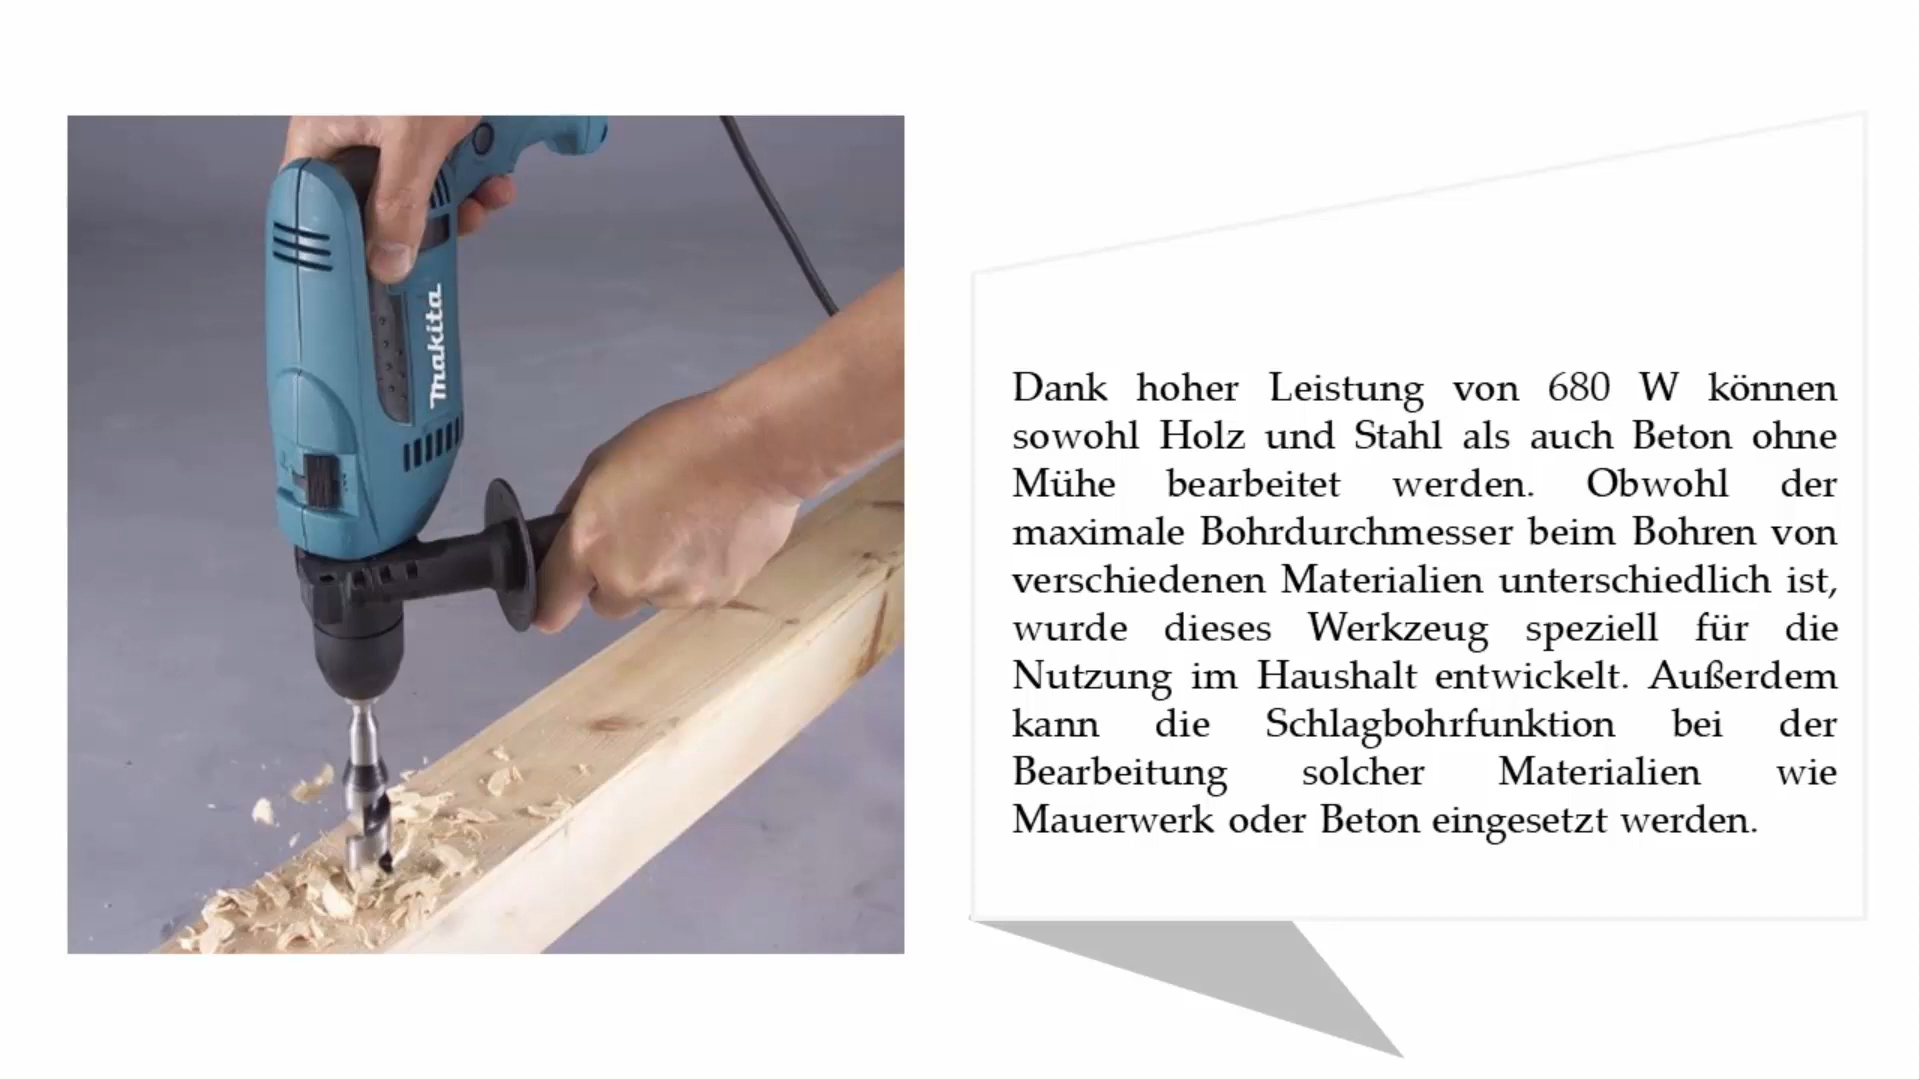 makita
Dank hoher Leistung von 680 W können
sowohl Holz und Stahl als auch Beton ohne
Mühe bearbeitet werden. Obwohl der
maximale Bohrdurchmesser beim Bohren von
verschiedenen Materialien unterschiedlich ist,
wurde dieses Werkzeug speziell für die
Nutzung im Haushalt entwickelt. Außerdem
kann die Schlagbohrfunktion bei der
Bearbeitung solcher Materialien wie
Mauerwerk oder Beton eingesetzt werden.